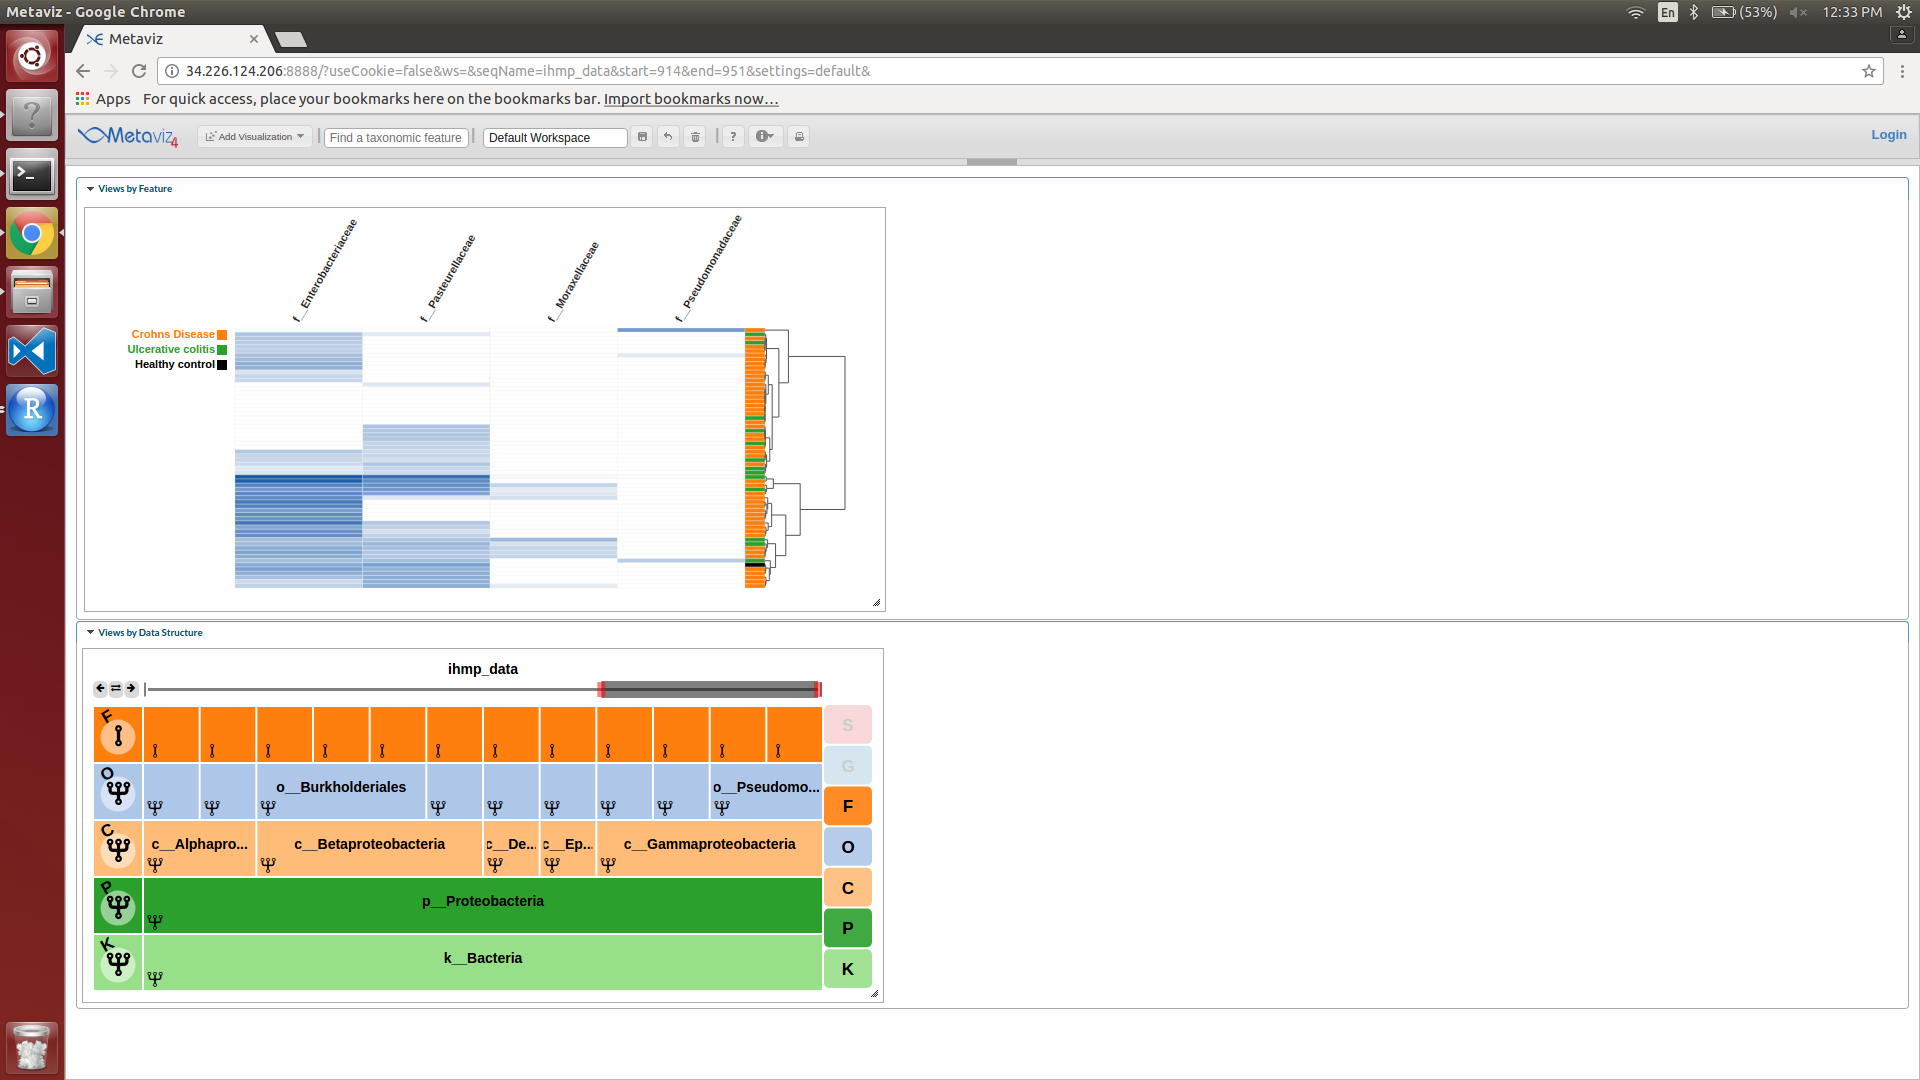 Metaviz - Google Chrome
En
(53%)
12:33 PM
Metaviz
34.226.124.206:8888/?useCookie=false&ws=&seqName=ihmp_data&start=914&end=951&settings=default&
Apps For quick access, place your bookmarks here on the bookmarks bar. Import bookmarks now…
Metaviz 4
Add Visualization
Find a taxonomic feature
Default Workspace
?
Login
Views by Feature
f__Enterobacteriaceae
f__Pasteurellaceae
f__Moraxellaceae
f__Pseudomonadaceae
Crohns Disease
Ulcerative colitis
Healthy control
Views by Data Structure
ihmp_data
F
S
O
o__Burkholderiales
o__Pseudomo...
G
F
C
c__Alphapro...
c__Betaproteobacteria
c__De...
c__Ep...
c__Gammaproteobacteria
O
C
P
p__Proteobacteria
P
K
k__Bacteria
K
R